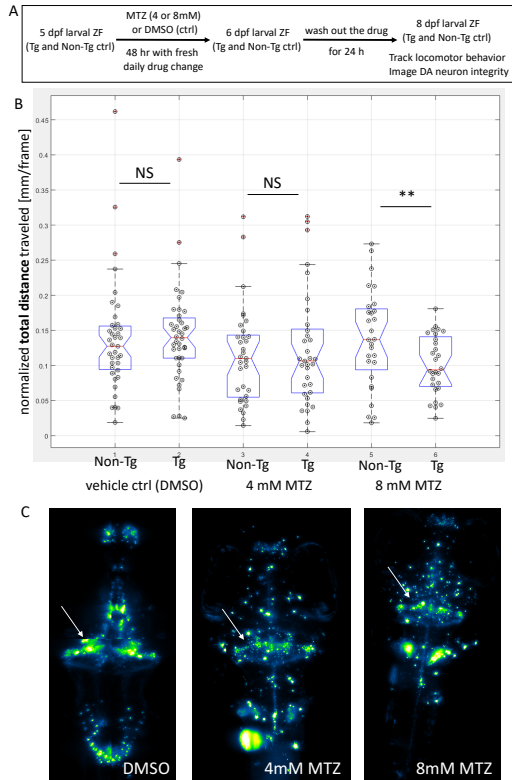 A
5 dpf larval ZF
(Tg and Non-Tg ctrl)
MTZ (4 or 8mM)
or DMSO (ctrl)
48 hr with fresh
daily drug change
6 dpf larval ZF
(Tg and Non-Tg ctrl)
wash out the drug
for 24 h
8 dpf larval ZF
(Tg and Non-Tg ctrl)
Track locomotor behavior
Image DA neuron integrity
B
normalized total distance traveled [mm/frame]
0.45
0.4
0.35
0.3
0.25
0.2
0.15
0.1
0.05
0
NS
NS
**
1
2
3
4
5
6
Non-Tg
Tg
Non-Tg
Tg
Non-Tg
Tg
vehicle ctrl (DMSO)
4 mM MTZ
8 mM MTZ
C
DMSO
4mM MTZ
8mM MTZ